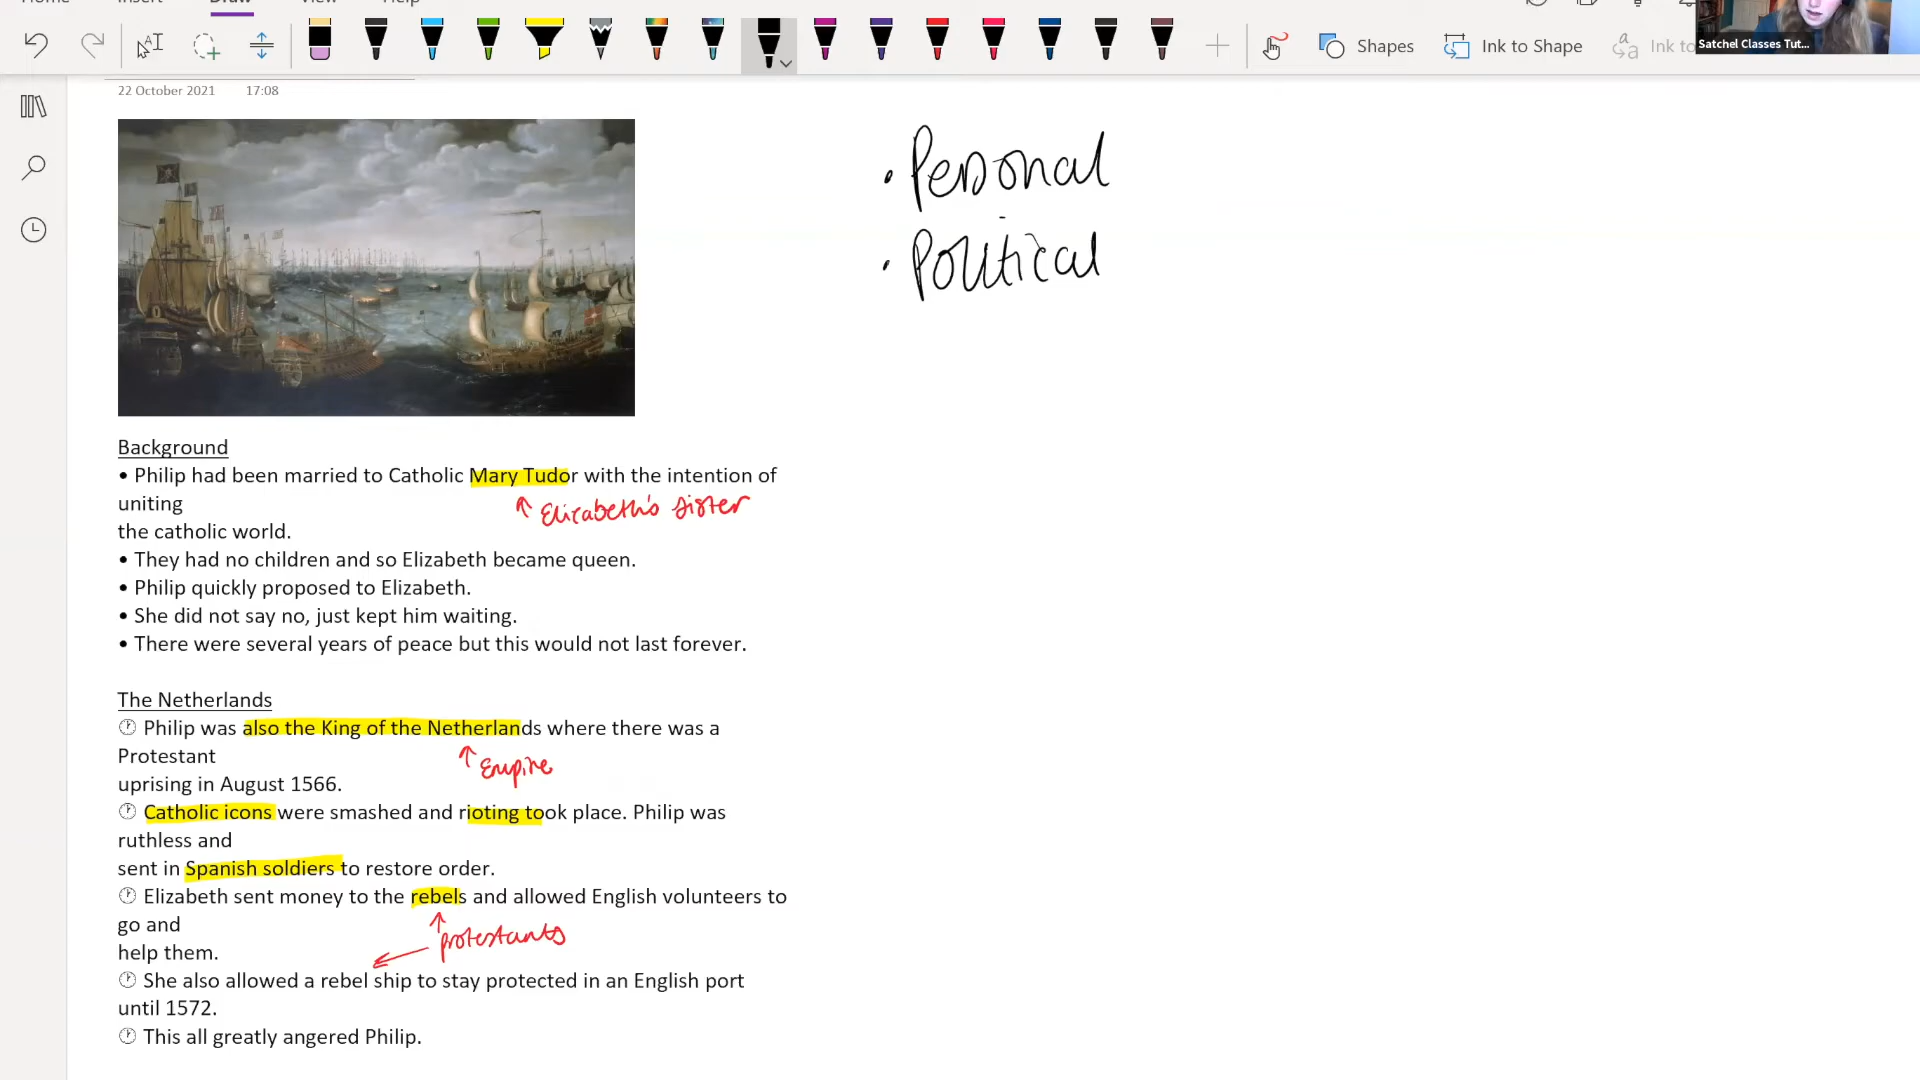 Home Insert Draw View Help
Shapes
Ink to Shape
Ink to
Satchel Classes Tut...
22 October 2021 17:08
• Personal
• Political
Background
• Philip had been married to Catholic Mary Tudor with the intention of
uniting
↑ Elizabeth's sister
the catholic world.
• They had no children and so Elizabeth became queen.
• Philip quickly proposed to Elizabeth.
• She did not say no, just kept him waiting.
• There were several years of peace but this would not last forever.
The Netherlands
🕐 Philip was also the King of the Netherlands where there was a
Protestant
↑ Empire
uprising in August 1566.
🕐 Catholic icons were smashed and rioting took place. Philip was
ruthless and
sent in Spanish soldiers to restore order.
🕐 Elizabeth sent money to the rebels and allowed English volunteers to
go and
↑ protestants
help them.
🕐 She also allowed a rebel ship to stay protected in an English port
until 1572.
🕐 This all greatly angered Philip.